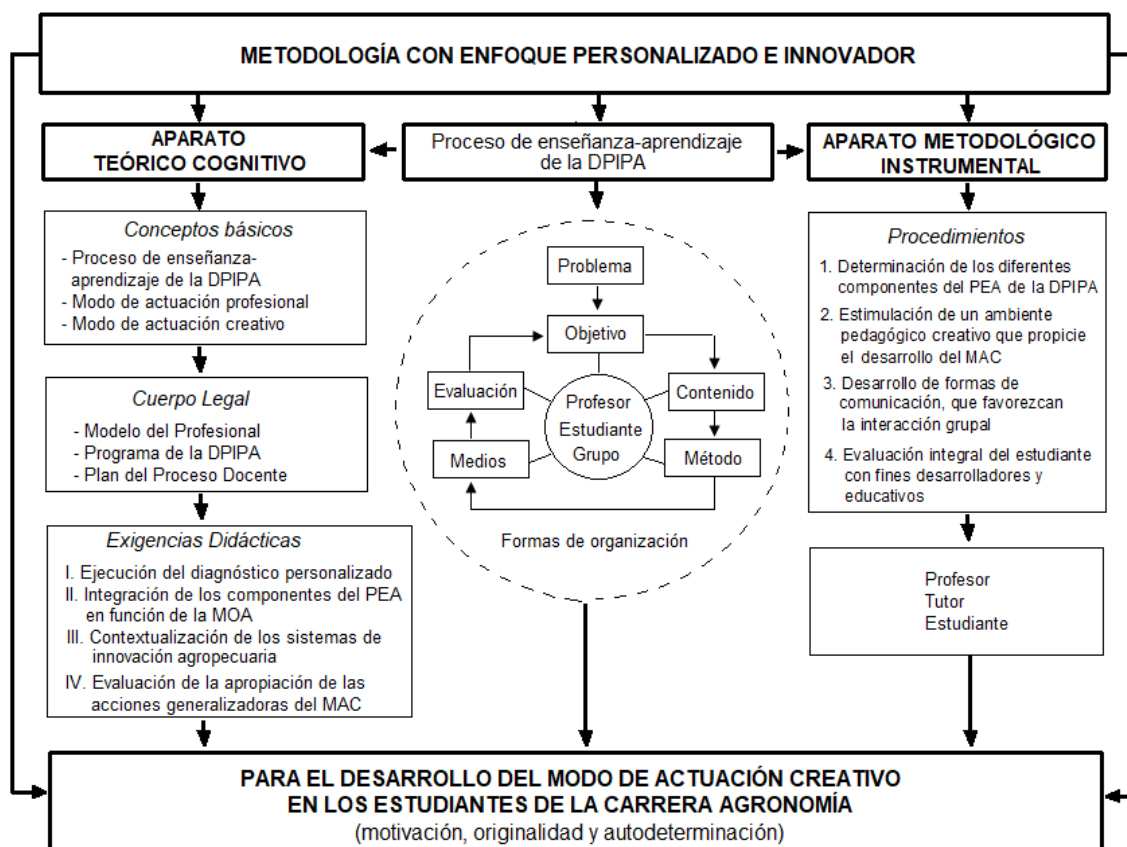 METODOLOGÍA CON ENFOQUE PERSONALIZADO E INNOVADOR
APARATO
TEÓRICO COGNITIVO
Proceso de enseñanza-aprendizaje
de la DPIPA
APARATO METODOLÓGICO
INSTRUMENTAL
Conceptos básicos
- Proceso de enseñanza-
aprendizaje de la DPIPA
- Modo de actuación profesional
- Modo de actuación creativo
Cuerpo Legal
- Modelo del Profesional
- Programa de la DPIPA
- Plan del Proceso Docente
Exigencias Didácticas
I. Ejecución del diagnóstico personalizado
II. Integración de los componentes del PEA
en función de la MOA
III. Contextualización de los sistemas de
innovación agropecuaria
IV. Evaluación de la apropiación de las
acciones generalizadoras del MAC
Problema
Objetivo
Evaluación
Contenido
Profesor
Estudiante
Grupo
Medios
Método
Formas de organización
Procedimientos
1. Determinación de los diferentes
componentes del PEA de la DPIPA
2. Estimulación de un ambiente
pedagógico creativo que propicie
el desarrollo del MAC
3. Desarrollo de formas de
comunicación, que favorezcan
la interacción grupal
4. Evaluación integral del estudiante
con fines desarrolladores y
educativos
Profesor
Tutor
Estudiante
PARA EL DESARROLLO DEL MODO DE ACTUACIÓN CREATIVO
EN LOS ESTUDIANTES DE LA CARRERA AGRONOMÍA
(motivación, originalidad y autodeterminación)